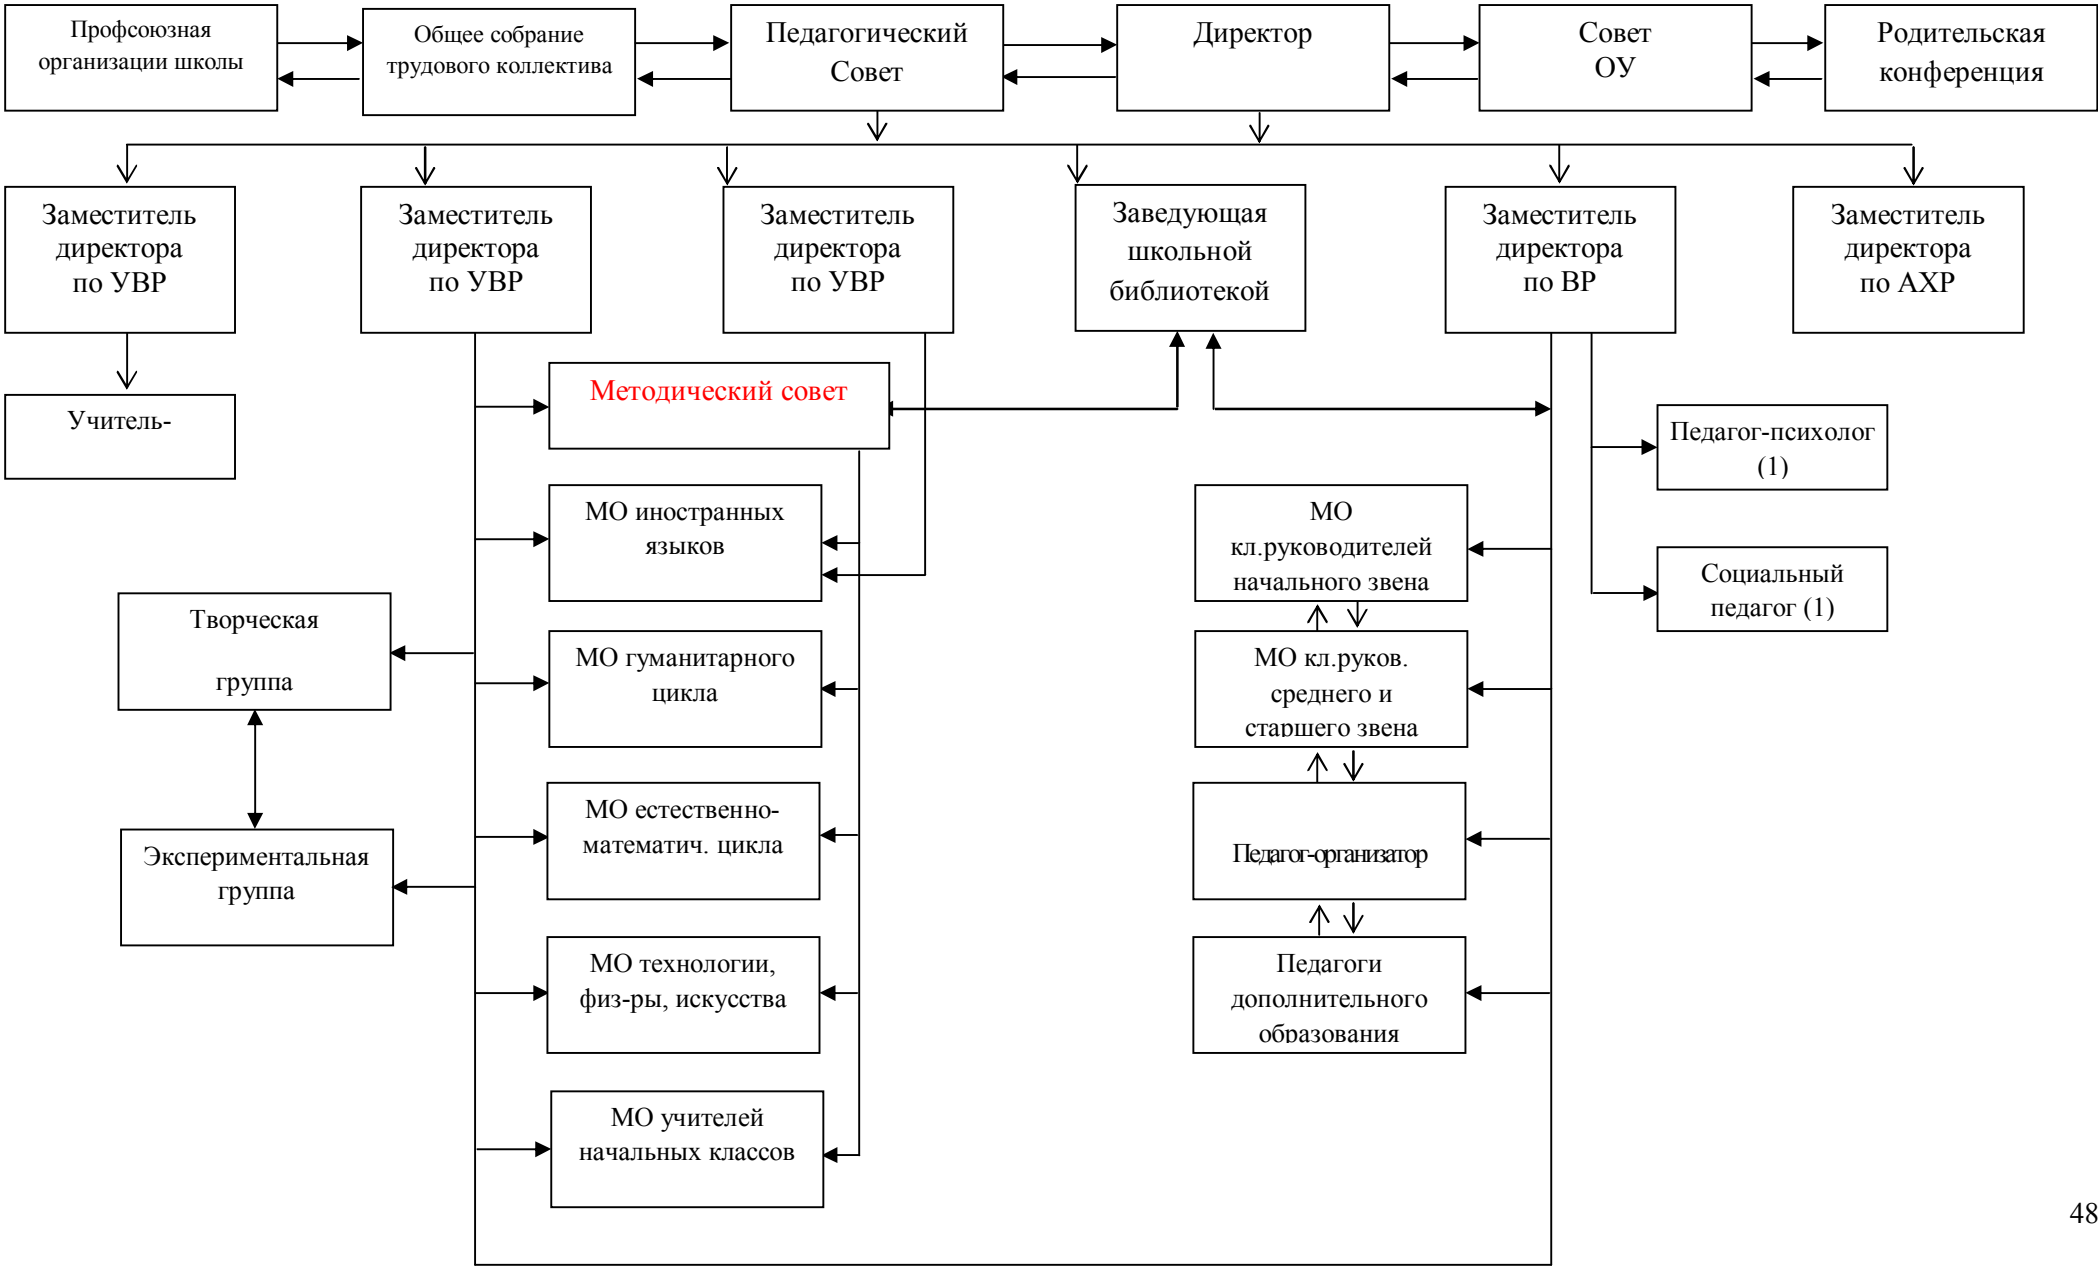 Профсоюзная
организации школы
Общее собрание
трудового коллектива
Педагогический
Совет
Директор
Совет
ОУ
Родительская
конференция
Заместитель
директора
по УВР
Заместитель
директора
по УВР
Заместитель
директора
по УВР
Заведующая
школьной
библиотекой
Заместитель
директора
по ВР
Заместитель
директора
по АХР
Учитель-
Методический совет
Педагог-психолог
(1)
МО иностранных
языков
МО
кл.руководителей
начального звена
Социальный
педагог (1)
Творческая
группа
МО гуманитарного
цикла
МО кл.руков.
среднего и
старшего звена
Экспериментальная
группа
МО естественно-
математич. цикла
Педагог-организатор
МО технологии,
физ-ры, искусства
Педагоги
дополнительного
образования
МО учителей
начальных классов
48